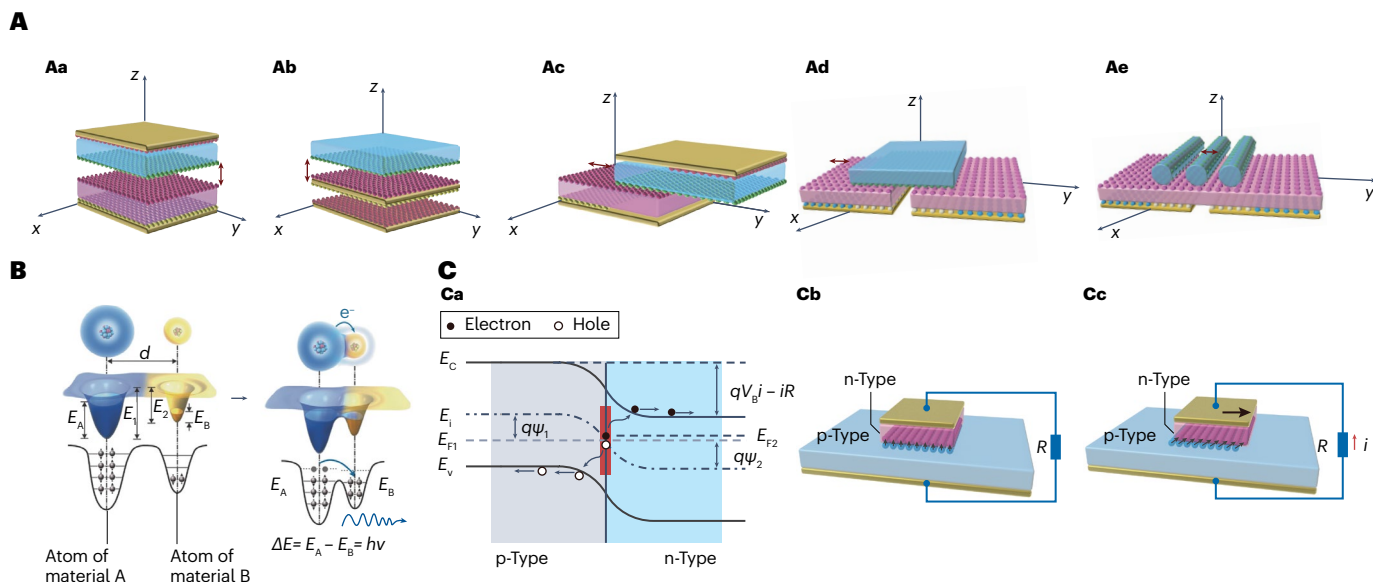 A
Aa
Ab
Ac
Ad
Ae
z
x
y
z
x
y
z
x
y
z
x
y
z
x
y
B
e⁻
d
E_A
E_1
E_2
E_B
E_A
E_B
ΔE= E_A – E_B= hν
Atom of
material A
Atom of
material B
C
Ca
Electron
Hole
E_C
E_i
E_F1
E_v
qψ_1
qV_Bi – iR
E_F2
qψ_2
p-Type
n-Type
Cb
n-Type
p-Type
R
Cc
n-Type
p-Type
R
i